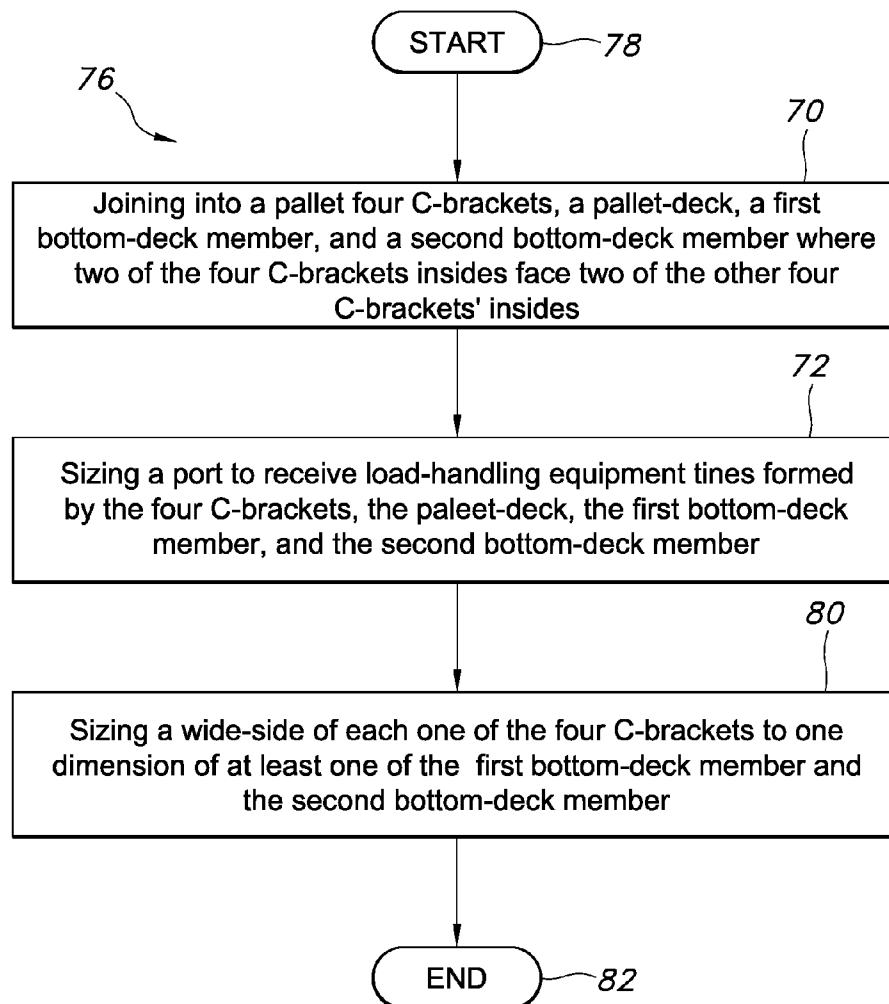 START
78
76
70
Joining into a pallet four C-brackets, a pallet-deck, a first
bottom-deck member, and a second bottom-deck member where
two of the four C-brackets insides face two of the other four
C-brackets' insides
72
Sizing a port to receive load-handling equipment tines formed
by the four C-brackets, the paleet-deck, the first bottom-deck
member, and the second bottom-deck member
80
Sizing a wide-side of each one of the four C-brackets to one
dimension of at least one of the first bottom-deck member and
the second bottom-deck member
END
82